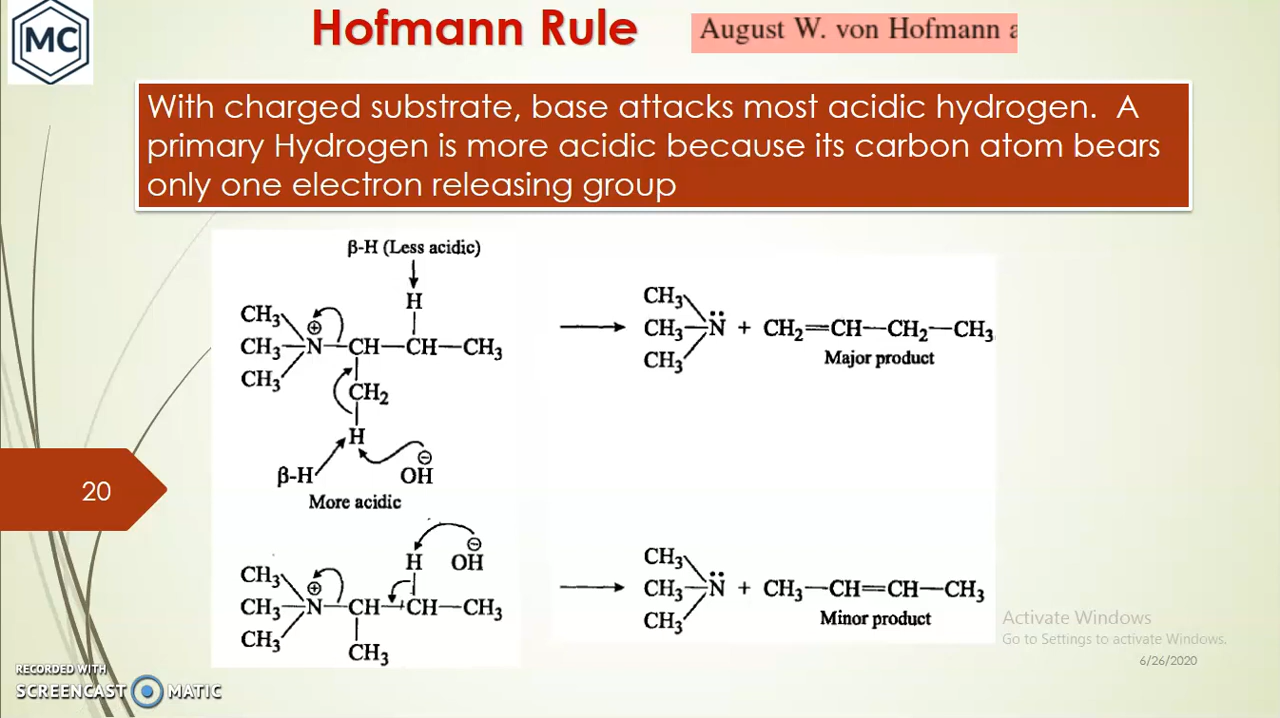 MC
Hofmann Rule
August W. von Hofmann a
With charged substrate, base attacks most acidic hydrogen. A
primary Hydrogen is more acidic because its carbon atom bears
only one electron releasing group
β-H (Less acidic)
H
CH₃
⊕
CH₃—N—CH—CH—CH₃
CH₃
CH₂
H
⊖
β-H
OH
More acidic
CH₃
CH₃—N̈ + CH₂=CH—CH₂—CH₃
CH₃
Major product
20
⊖
H OH
CH₃
⊕
CH₃—N—CH—CH—CH₃
CH₃
CH₃
CH₃
CH₃—N̈ + CH₃—CH=CH—CH₃
CH₃
Minor product
Activate Windows
Go to Settings to activate Windows.
6/26/2020
RECORDED WITH
SCREENCAST MATIC